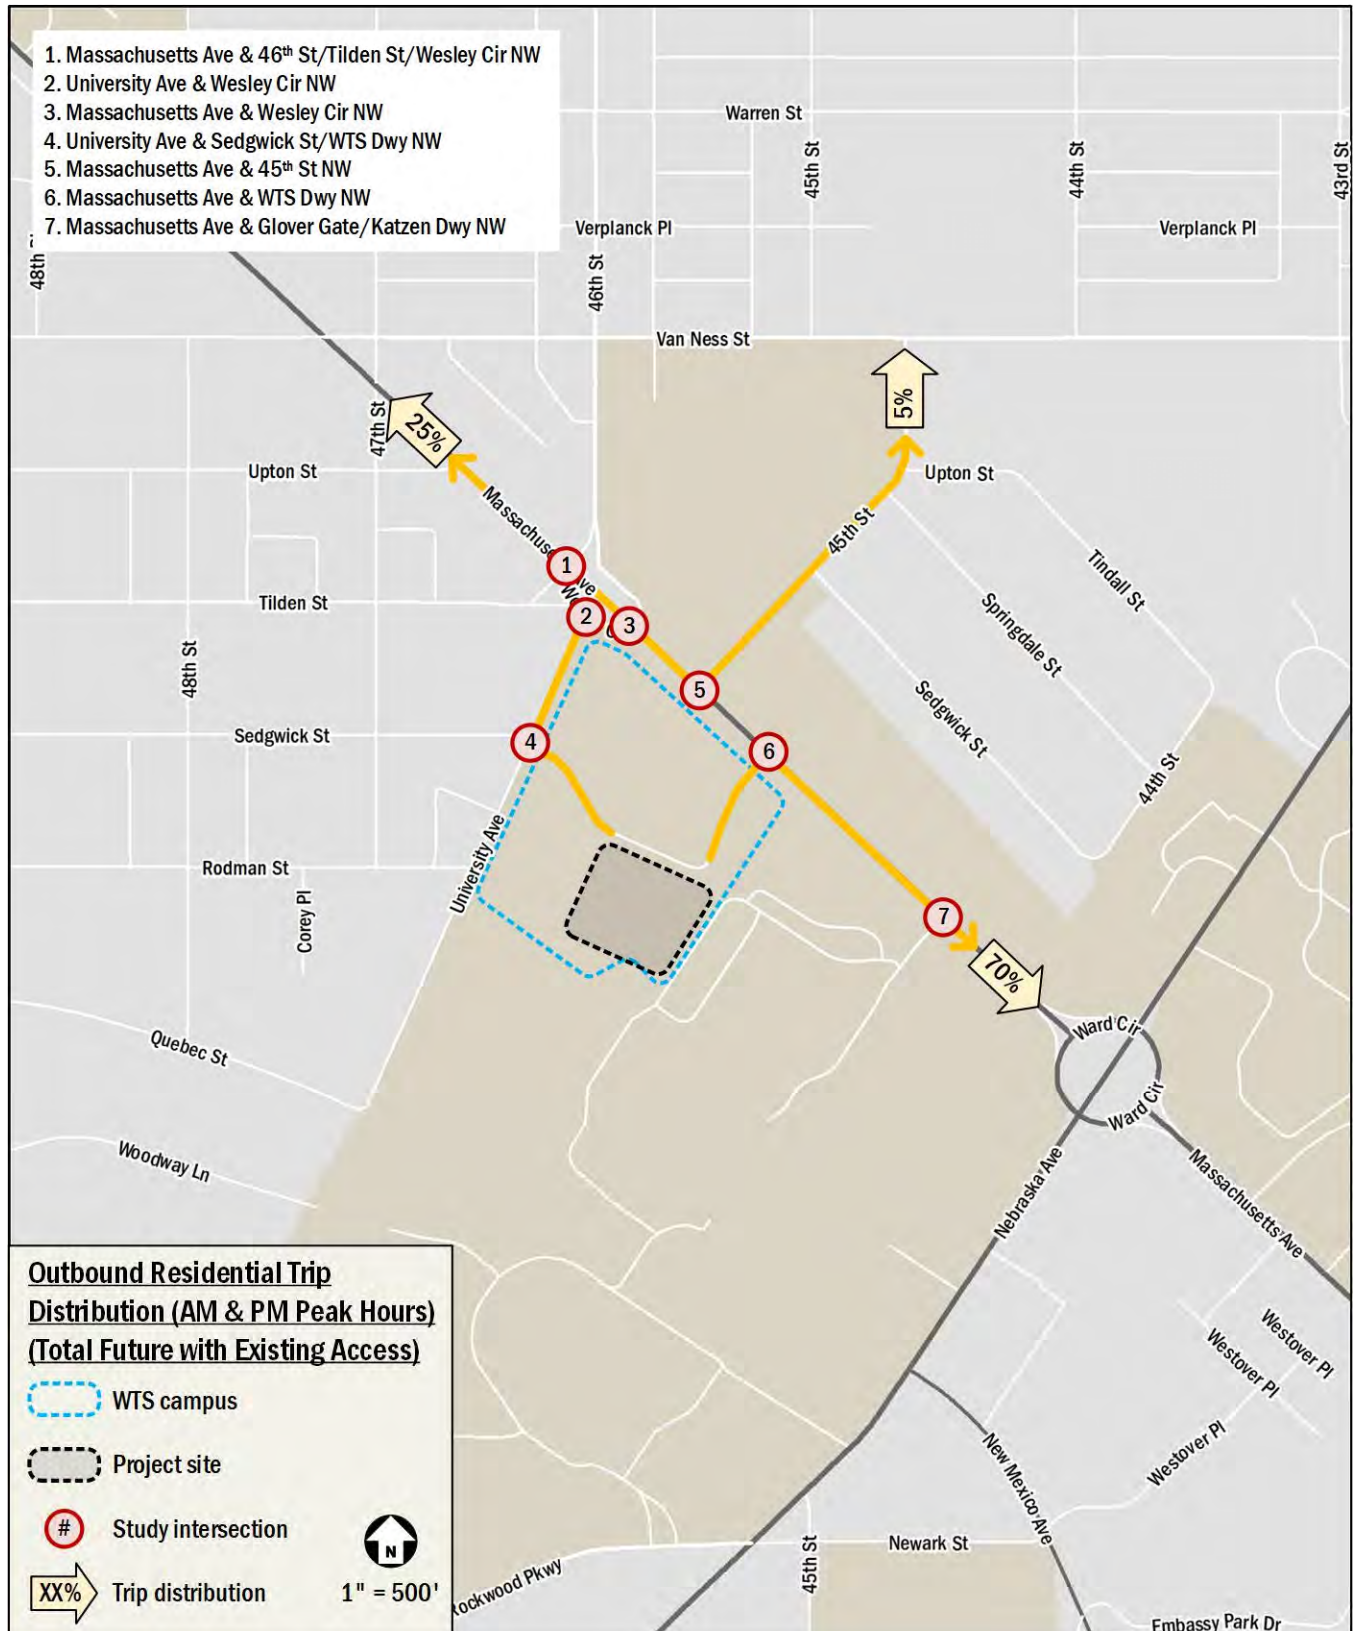 1. Massachusetts Ave & 46th St/Tilden St/Wesley Cir NW
2. University Ave & Wesley Cir NW
3. Massachusetts Ave & Wesley Cir NW
4. University Ave & Sedgwick St/WTS Dwy NW
5. Massachusetts Ave & 45th St NW
6. Massachusetts Ave & WTS Dwy NW
7. Massachusetts Ave & Glover Gate/Katzen Dwy NW
Warren St
45th St
44th St
43rd St
Verplanck Pl
Verplanck Pl
48th
46th St
Van Ness St
5%
47th St
25%
Upton St
Upton St
45th St
Tindall St
1
Ave
Tilden St
2
3
Springdale St
48th St
5
Sedgwick St
Sedgwick St
4
6
44th St
Rodman St
University Ave
Corey Pl
7
70%
Quebec St
Ward Cir
Ward Cir
Woodway Ln
Nebraska Ave
Massachusetts Ave
Outbound Residential Trip
Distribution (AM & PM Peak Hours)
(Total Future with Existing Access)
WTS campus
Project site
# Study intersection
N
XX% Trip distribution
1" = 500'
Westover Pl
Westover Pl
Westover Pl
New Mexico Ave
45th St
Newark St
Rockwood Pkwy
Embassy Park Dr